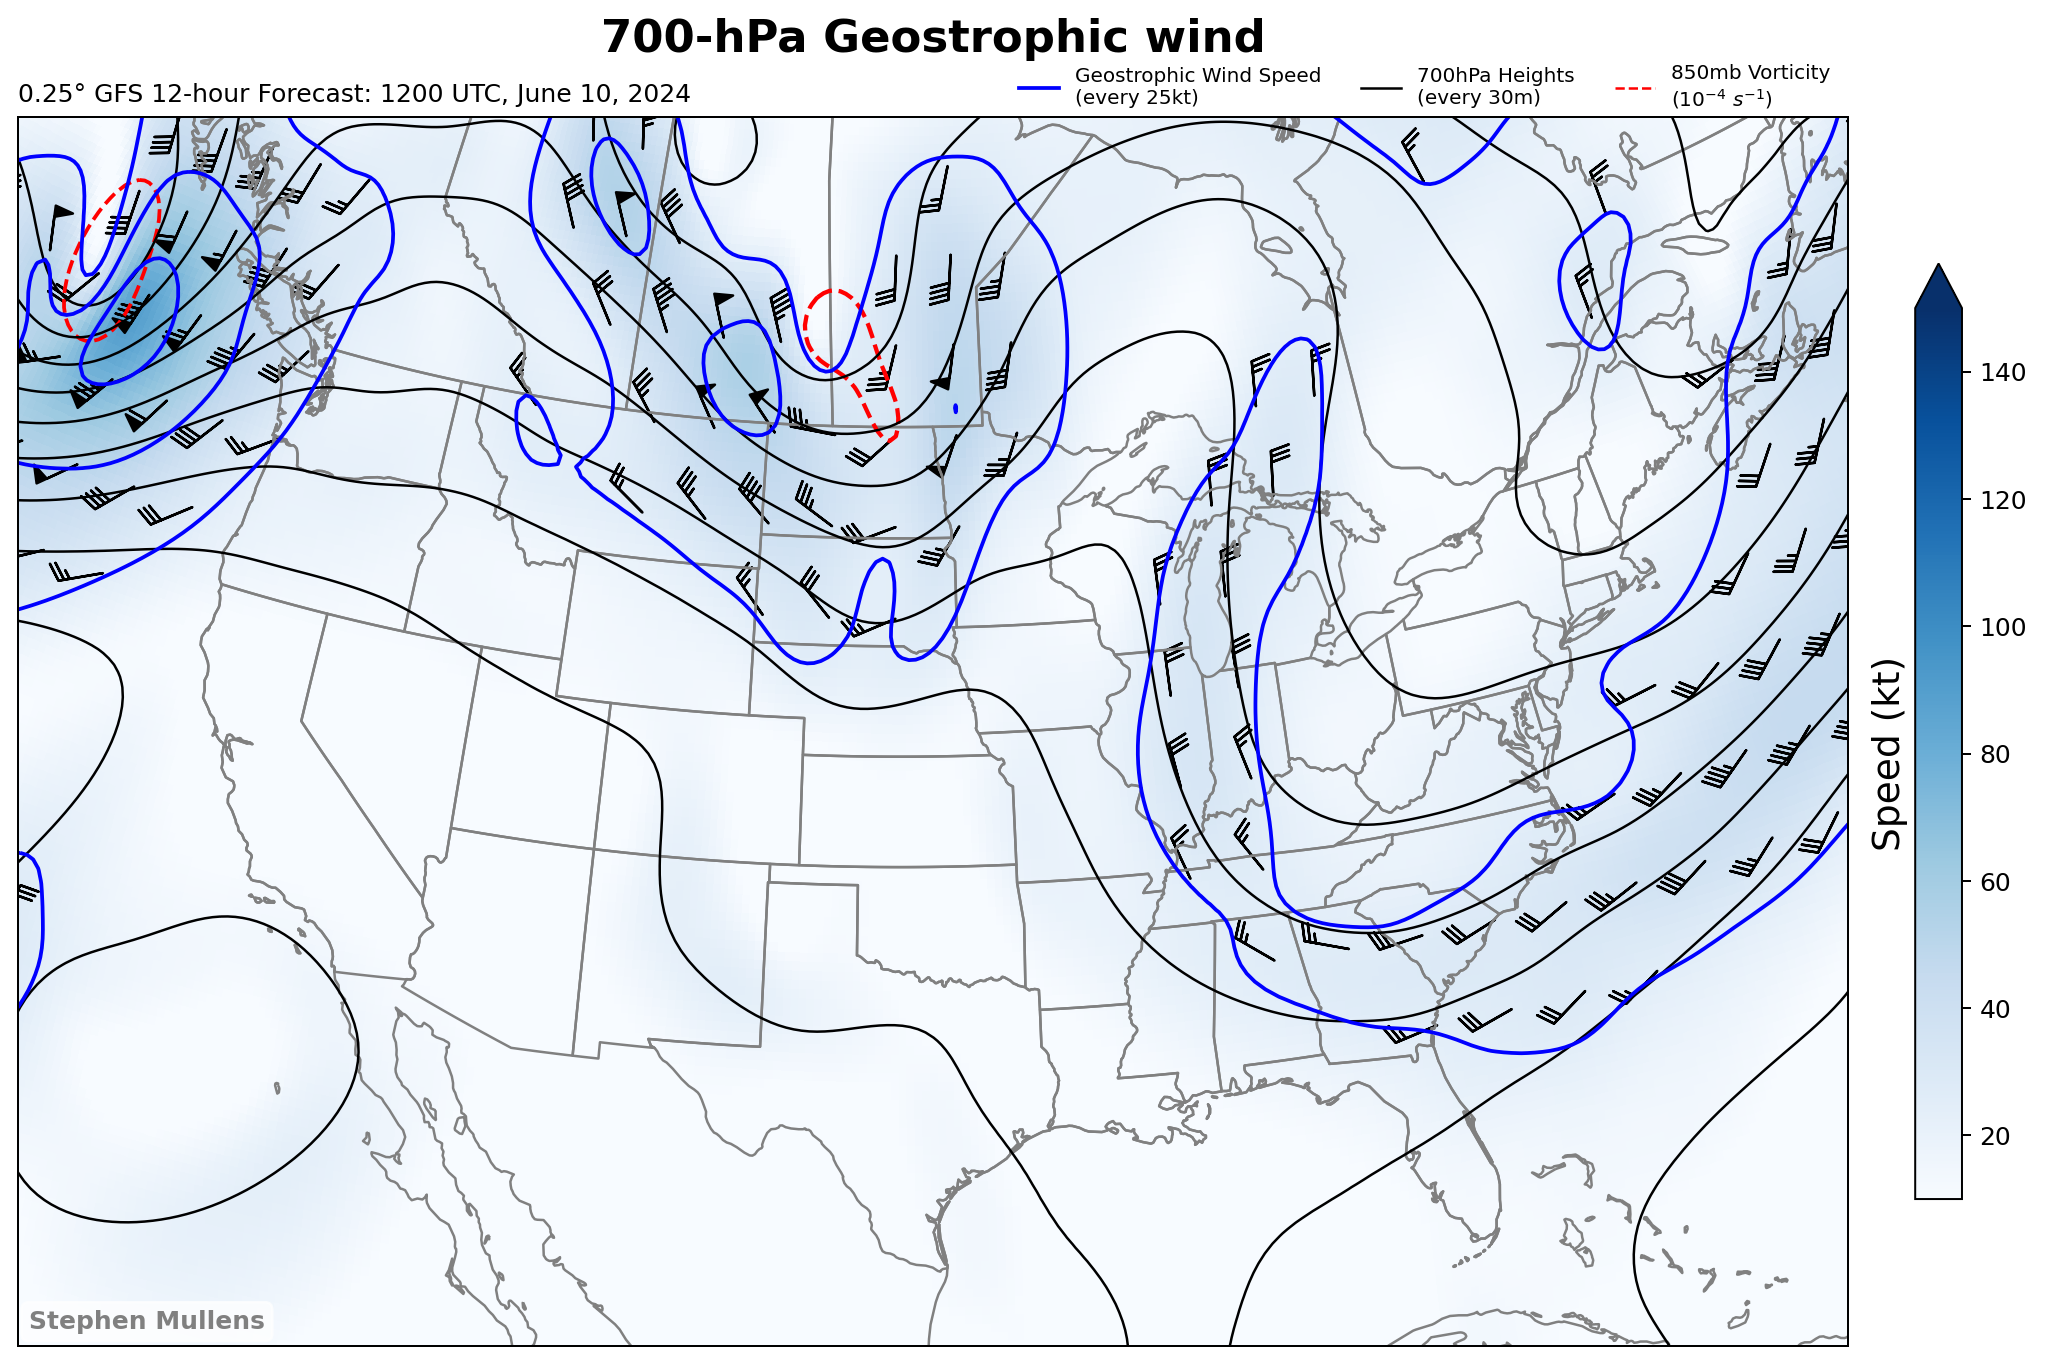 700-hPa Geostrophic wind
0.25° GFS 12-hour Forecast: 1200 UTC, June 10, 2024
Geostrophic Wind Speed
(every 25kt)
700hPa Heights
(every 30m)
850mb Vorticity
(10⁻⁴ s⁻¹)
140
120
100
80
60
40
20
Speed (kt)
Stephen Mullens